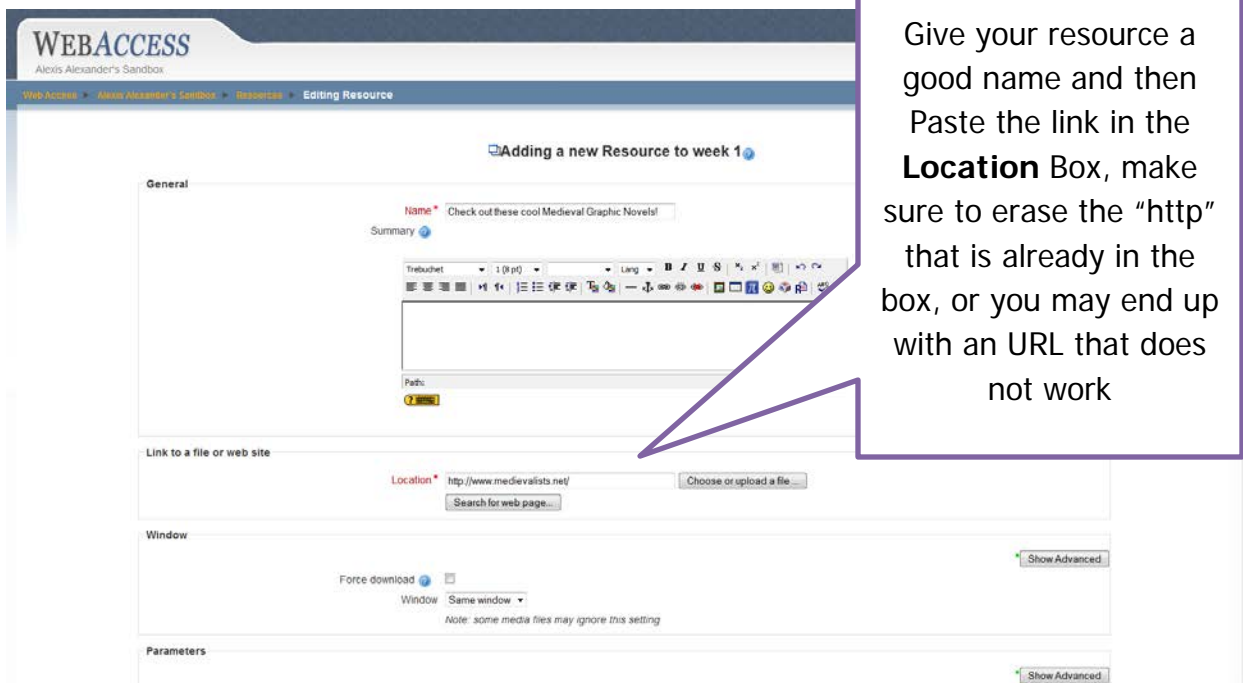 WEBACCESS
Alexis Alexander's Sandbox
Web Access ► Alexis Alexander's Sandbox ► Resources ► Editing Resource
Give your resource a
good name and then
Paste the link in the
Location Box, make
sure to erase the “http”
that is already in the
box, or you may end up
with an URL that does
not work
Adding a new Resource to week 1
General
Name* Check out these cool Medieval Graphic Novels!
Summary
Trebuchet 1 (8 pt) Lang B I U S
Path:
Link to a file or web site
Location* http://www.medievalists.net/ Choose or upload a file ...
Search for web page...
Window
* Show Advanced
Force download
Window Same window
Note: some media files may ignore this setting
Parameters
* Show Advanced